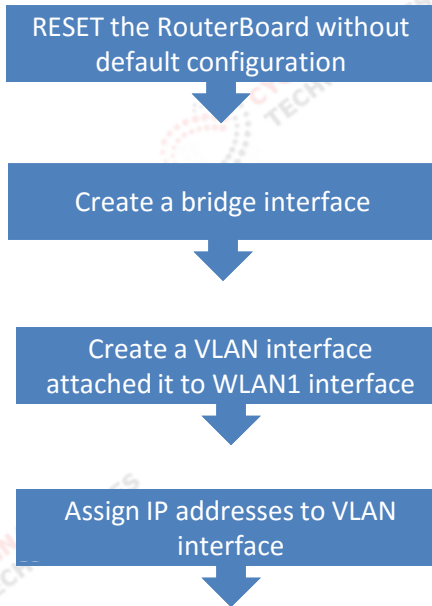 RESET the RouterBoard without
default configuration
Create a bridge interface
Create a VLAN interface
attached it to WLAN1 interface
Assign IP addresses to VLAN
interface